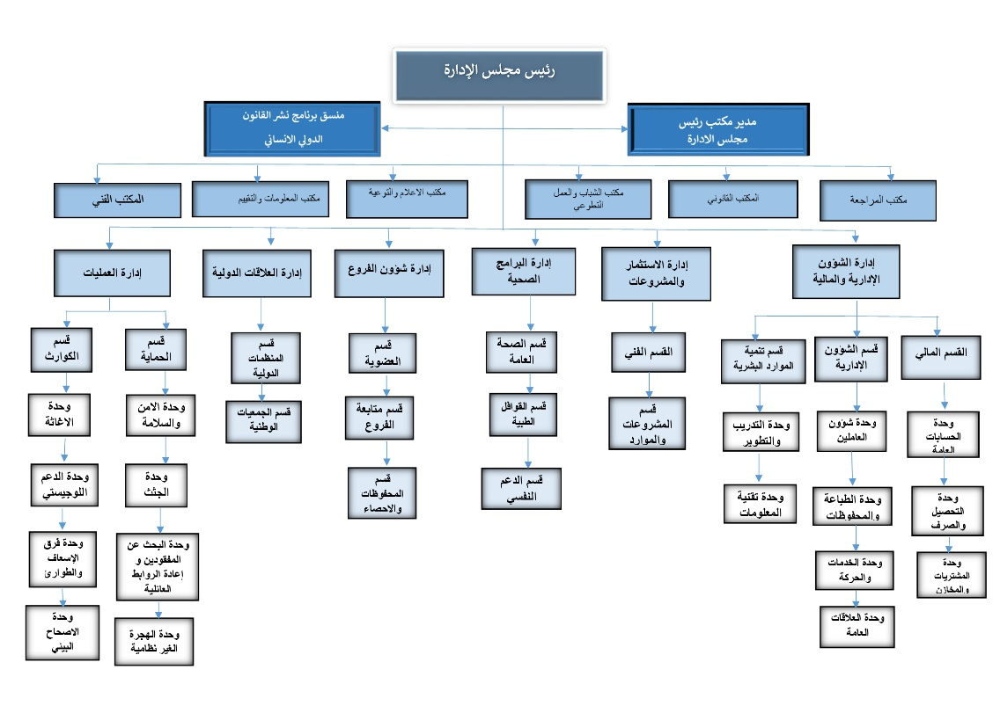 رئيس مجلس الإدارة
مدير مكتب رئيس
مجلس الادارة
منسق برنامج نشر القانون
الدولي الانساني
مكتب المراجعة
المكتب القانوني
مكتب الشباب والعمل
التطوعي
مكتب الاعلام والتوعية
مكتب المعلومات والتقييم
المكتب الفني
إدارة الشؤون
الإدارية والمالية
إدارة الاستثمار
والمشروعات
إدارة البرامج
الصحية
إدارة شؤون الفروع
إدارة العلاقات الدولية
إدارة العمليات
القسم المالي
وحدة
الحسابات
العامة
وحدة
التحصيل
والصرف
وحدة
المشتريات
والمخازن
قسم الشؤون
الإدارية
وحدة شؤون
العاملين
وحدة الطباعة
والمحفوظات
وحدة الخدمات
والحركة
وحدة العلاقات
العامة
قسم تنمية
الموارد البشرية
وحدة التدريب
والتطوير
وحدة تقنية
المعلومات
القسم الفني
قسم
المشروعات
والموارد
قسم الصحة
العامة
قسم القوافل
الطبية
قسم الدعم
النفسي
قسم
العضوية
قسم متابعة
الفروع
قسم
المحفوظات
والاحصاء
قسم
المنظمات
الدولية
قسم الجمعيات
الوطنية
قسم
الحماية
وحدة الامن
والسلامة
وحدة
الجثث
وحدة البحث عن
المفقودين و
إعادة الروابط
العائلية
وحدة الهجرة
الغير نظامية
قسم
الكوارث
وحدة
الاغاثة
وحدة الدعم
اللوجيستي
وحدة فرق
الإسعاف
والطوارئ
وحدة
الاصحاح
البيئي